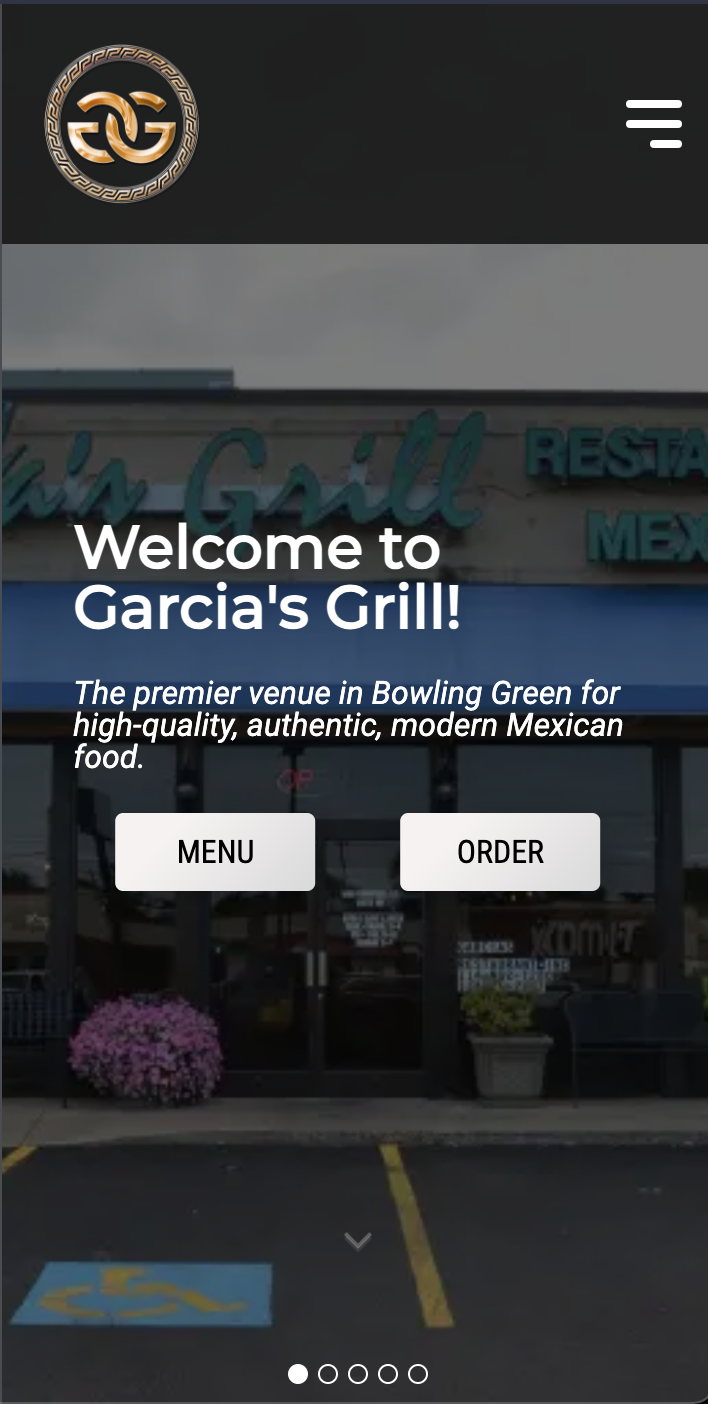 GG
a's Grill
RESTA
MEX
Welcome to
Garcia's Grill!
The premier venue in Bowling Green for
high-quality, authentic, modern Mexican
food.
OP
MENU
ORDER